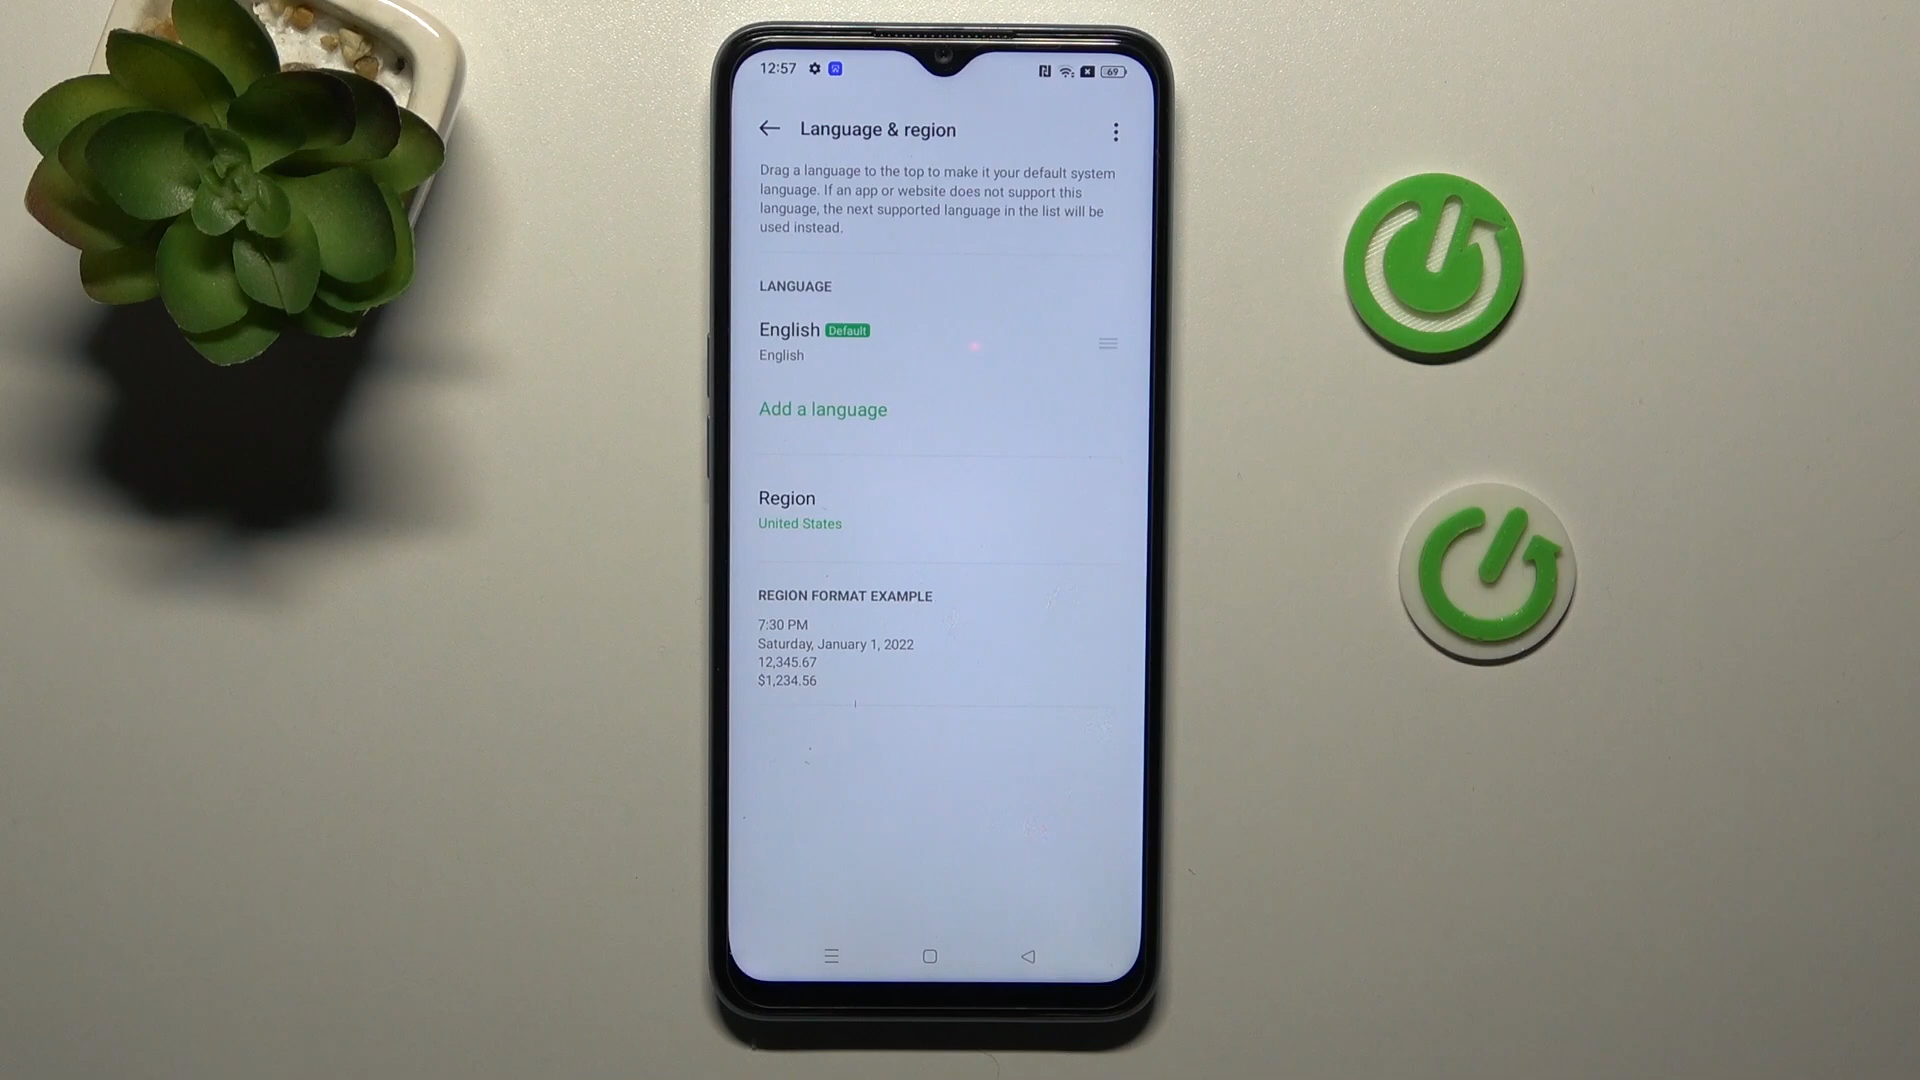 12:57
69
Language & region
Drag a language to the top to make it your default system
language. If an app or website does not support this
language, the next supported language in the list will be
used instead.
LANGUAGE
English Default
English
Add a language
Region
United States
REGION FORMAT EXAMPLE
7:30 PM
Saturday, January 1, 2022
12,345.67
$1,234.56